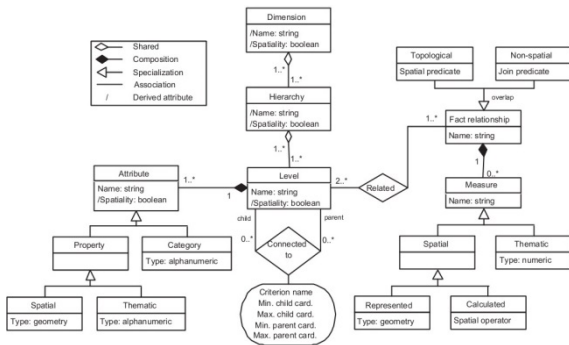 Shared
Composition
Specialization
Association
/ Derived attribute
Dimension
/Name: string
/Spatiality: boolean
1..*
1..*
Hierarchy
/Name: string
/Spatiality: boolean
1..*
1..*
Level
Name: string
/Spatiality: boolean
Attribute
Name: string
/Spatiality: boolean
1..*
1
Property
Category
Type: alphanumeric
Spatial
Type: geometry
Thematic
Type: alphanumeric
child
parent
0..*
0..*
Connected
to
Criterion name
Min. child card.
Max. child card.
Min. parent card.
Max. parent card.
2..*
Related
1..*
Topological
Spatial predicate
Non-spatial
Join predicate
overlap
Fact relationship
Name: string
1
0..*
Measure
Name: string
Spatial
Thematic
Type: numeric
Represented
Type: geometry
Calculated
Spatial operator